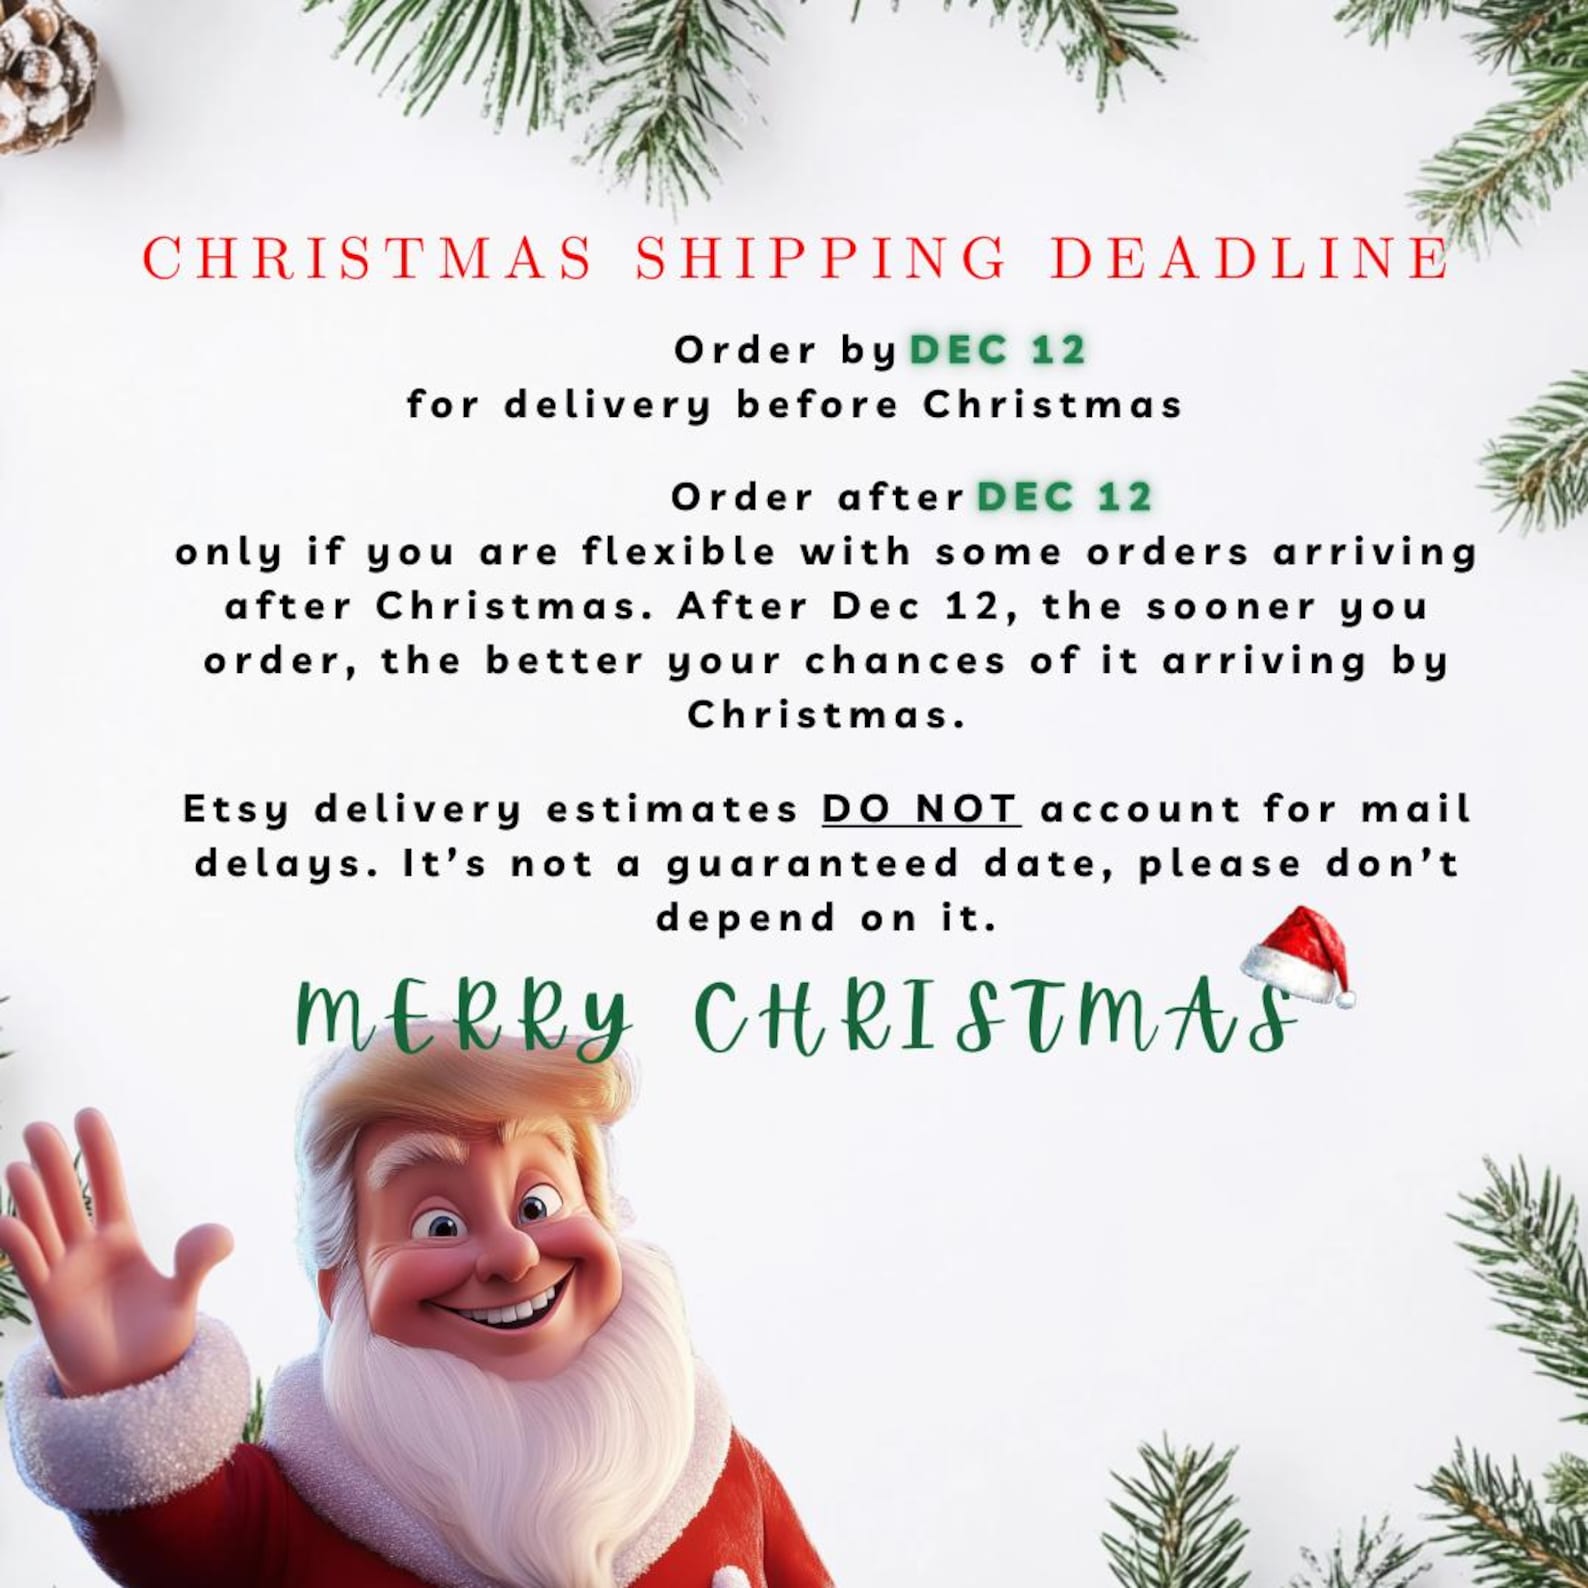 CHRISTMAS SHIPPING DEADLINE
Order by DEC 12
for delivery before Christmas
Order after DEC 12
only if you are flexible with some orders arriving
after Christmas. After Dec 12, the sooner you
order, the better your chances of it arriving by
Christmas.
Etsy delivery estimates DO NOT account for mail
delays. It’s not a guaranteed date, please don’t
depend on it.
MERRY CHRISTMAS